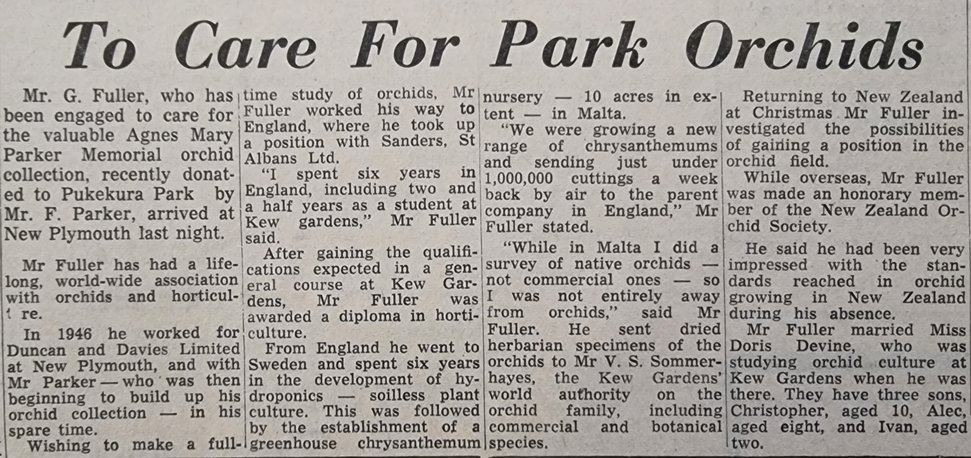 To Care For Park Orchids
Mr. G. Fuller, who has
been engaged to care for
the valuable Agnes Mary
Parker Memorial orchid
collection, recently donat-
ed to Pukekura Park by
Mr. F. Parker, arrived at
New Plymouth last night.
Mr Fuller has had a life-
long, world-wide association
with orchids and horticul-
t re.
In 1946 he worked for
Duncan and Davies Limited
at New Plymouth, and with
Mr Parker — who was then
beginning to build up his
orchid collection — in his
spare time.
Wishing to make a full-
time study of orchids, Mr
Fuller worked his way to
England, where he took up
a position with Sanders, St
Albans Ltd.
"I spent six years in
England, including two and
a half years as a student at
Kew gardens," Mr Fuller
said.
After gaining the qualifi-
cations expected in a gen-
eral course at Kew Gar-
dens, Mr Fuller was
awarded a diploma in horti-
culture.
From England he went to
Sweden and spent six years
in the development of hy-
droponics — soilless plant
culture. This was followed
by the establishment of a
greenhouse chrysanthemum
nursery — 10 acres in ex-
tent — in Malta.
"We were growing a new
range of chrysanthemums
and sending just under
1,000,000 cuttings a week
back by air to the parent
company in England," Mr
Fuller stated.
"While in Malta I did a
survey of native orchids —
not commercial ones — so
I was not entirely away
from orchids," said Mr
Fuller. He sent dried
herbarian specimens of the
orchids to Mr V. S. Sommer-
hayes, the Kew Gardens'
world authority on the
orchid family, including
commercial and botanical
species.
Returning to New Zealand
at Christmas Mr Fuller in-
vestigated the possibilities
of gaining a position in the
orchid field.
While overseas, Mr Fuller
was made an honorary mem-
ber of the New Zealand Or-
chid Society.
He said he had been very
impressed with the stan-
dards reached in orchid
growing in New Zealand
during his absence.
Mr Fuller married Miss
Doris Devine, who was
studying orchid culture at
Kew Gardens when he was
there. They have three sons,
Christopher, aged 10, Alec,
aged eight, and Ivan, aged
two.